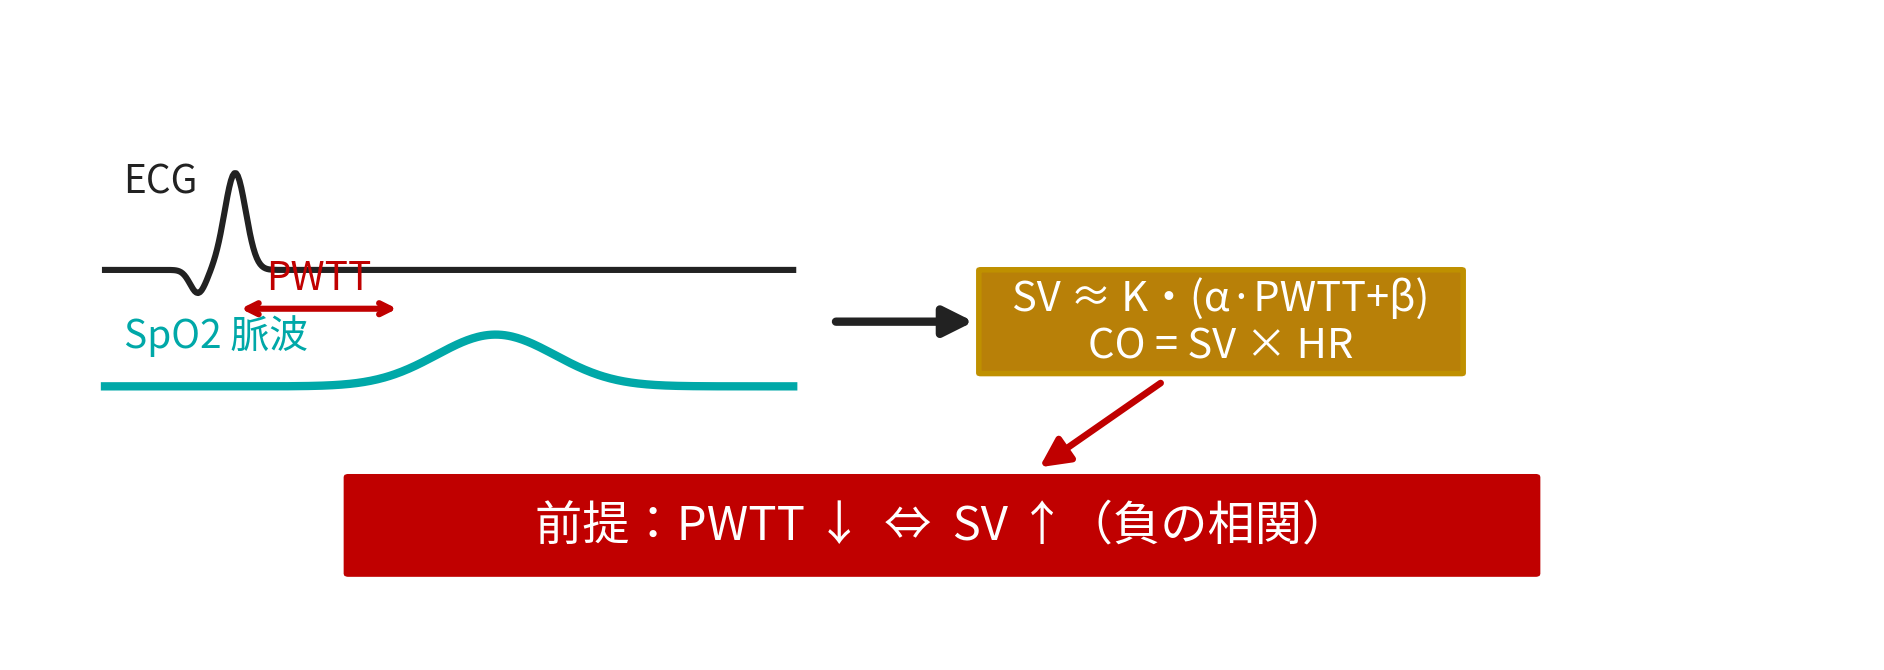 ECG
PWTT
SpO2 脈波
SV ≈ K・(α·PWTT+β)
CO = SV × HR
前提：PWTT ↓ ⇔ SV ↑（負の相関）